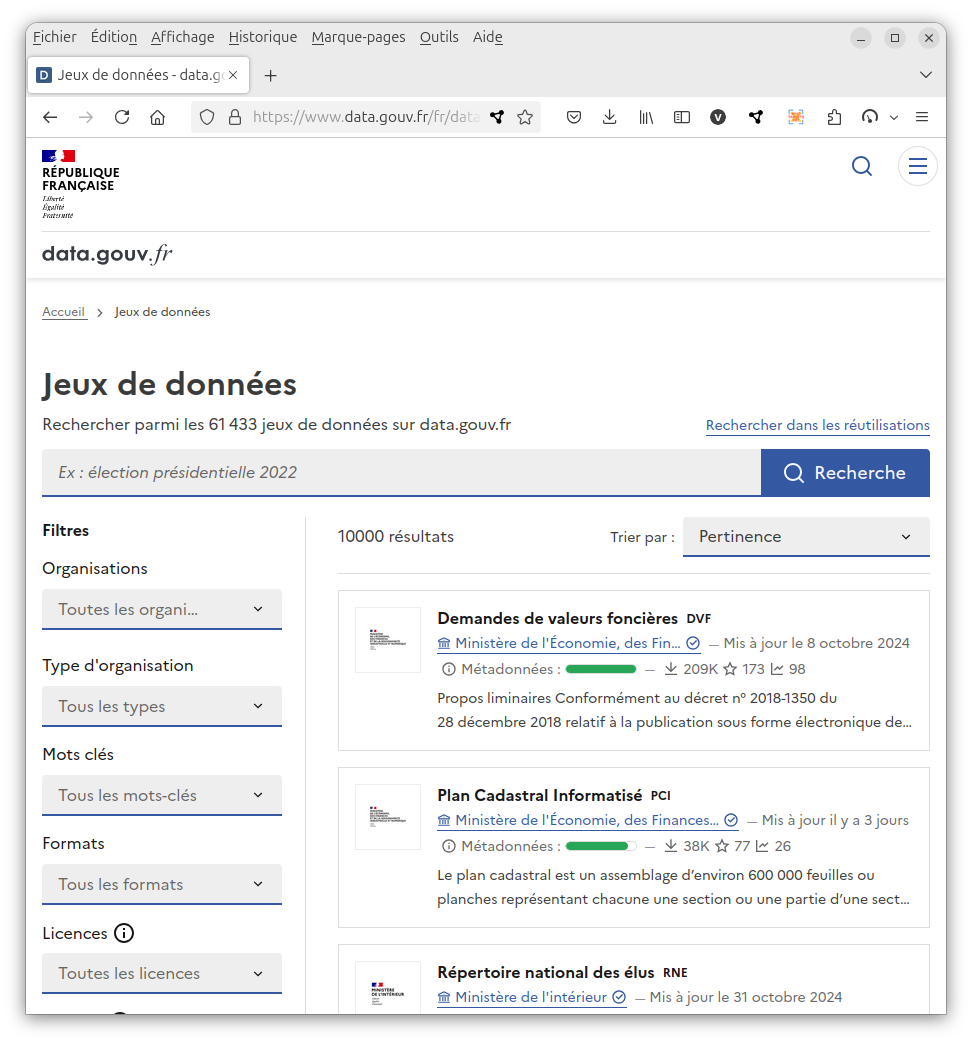 Fichier Édition Affichage Historique Marque-pages Outils Aide
D Jeux de données - data.g
https://www.data.gouv.fr/fr/data
V
RÉPUBLIQUE
FRANÇAISE
Liberté
Égalité
Fraternité
data.gouv.fr
Accueil > Jeux de données
Jeux de données
Rechercher parmi les 61 433 jeux de données sur data.gouv.fr
Rechercher dans les réutilisations
Ex : élection présidentielle 2022
Recherche
Filtres
Organisations
Toutes les organi...
Type d'organisation
Tous les types
Mots clés
Tous les mots-clés
Formats
Tous les formats
Licences
Toutes les licences
10000 résultats
Trier par : Pertinence
Demandes de valeurs foncières DVF
Ministère de l'Économie, des Fin... — Mis à jour le 8 octobre 2024
Métadonnées : — 209K 173 98
Propos liminaires Conformément au décret n° 2018-1350 du
28 décembre 2018 relatif à la publication sous forme électronique de...
Plan Cadastral Informatisé PCI
Ministère de l'Économie, des Finances... — Mis à jour il y a 3 jours
Métadonnées : — 38K 77 26
Le plan cadastral est un assemblage d’environ 600 000 feuilles ou
planches représentant chacune une section ou une partie d’une sect...
MINISTÈRE
DE L'INTÉRIEUR
Répertoire national des élus RNE
Ministère de l'intérieur — Mis à jour le 31 octobre 2024